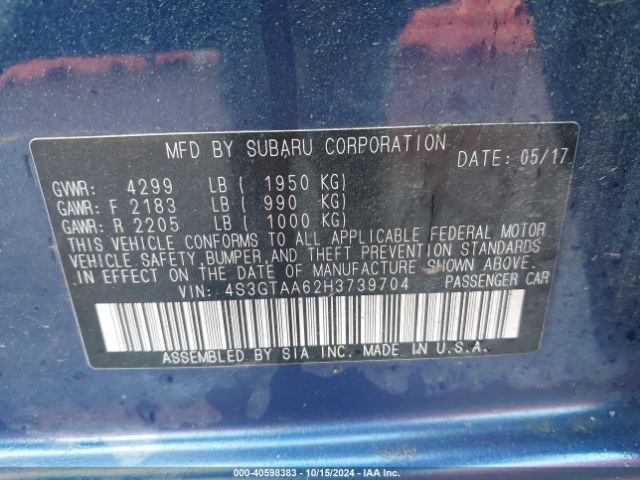 MFD BY SUBARU CORPORATION DATE: 05/17
GVWR: 4299 LB ( 1950 KG)
GAWR: F 2183 LB ( 990 KG)
GAWR: R 2205 LB ( 1000 KG)
THIS VEHICLE CONFORMS TO ALL APPLICABLE FEDERAL MOTOR
VEHICLE SAFETY, BUMPER, AND THEFT PREVENTION STANDARDS
IN EFFECT ON THE DATE OF MANUFACTURE SHOWN ABOVE.
VIN: 4S3GTAA62H3739704 PASSENGER CAR
ASSEMBLED BY SIA INC. MADE IN U.S.A.
00-40598383 - 10/15/2024 - IAA Inc.